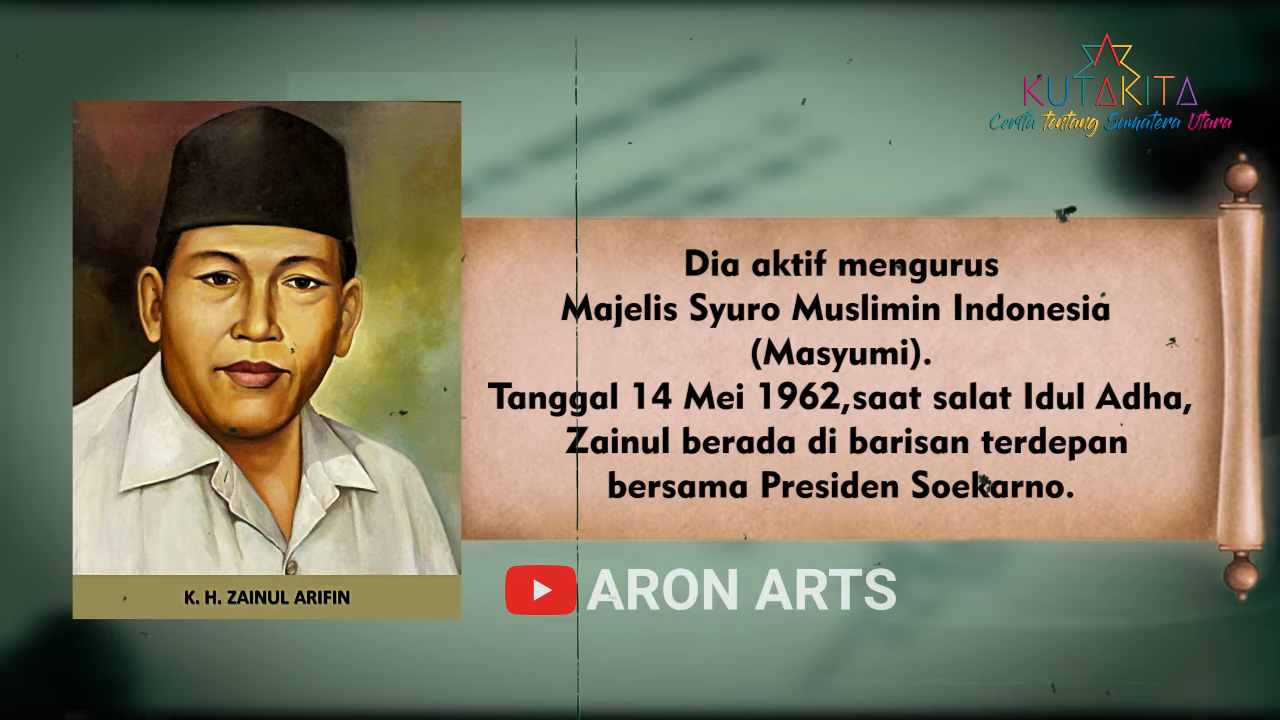 KUTAKITA
Cerita tentang Sumatera Utara
Dia aktif mengurus
Majelis Syuro Muslimin Indonesia
(Masyumi).
Tanggal 14 Mei 1962,saat salat Idul Adha,
Zainul berada di barisan terdepan
bersama Presiden Soekarno.
ARON ARTS
K. H. ZAINUL ARIFIN